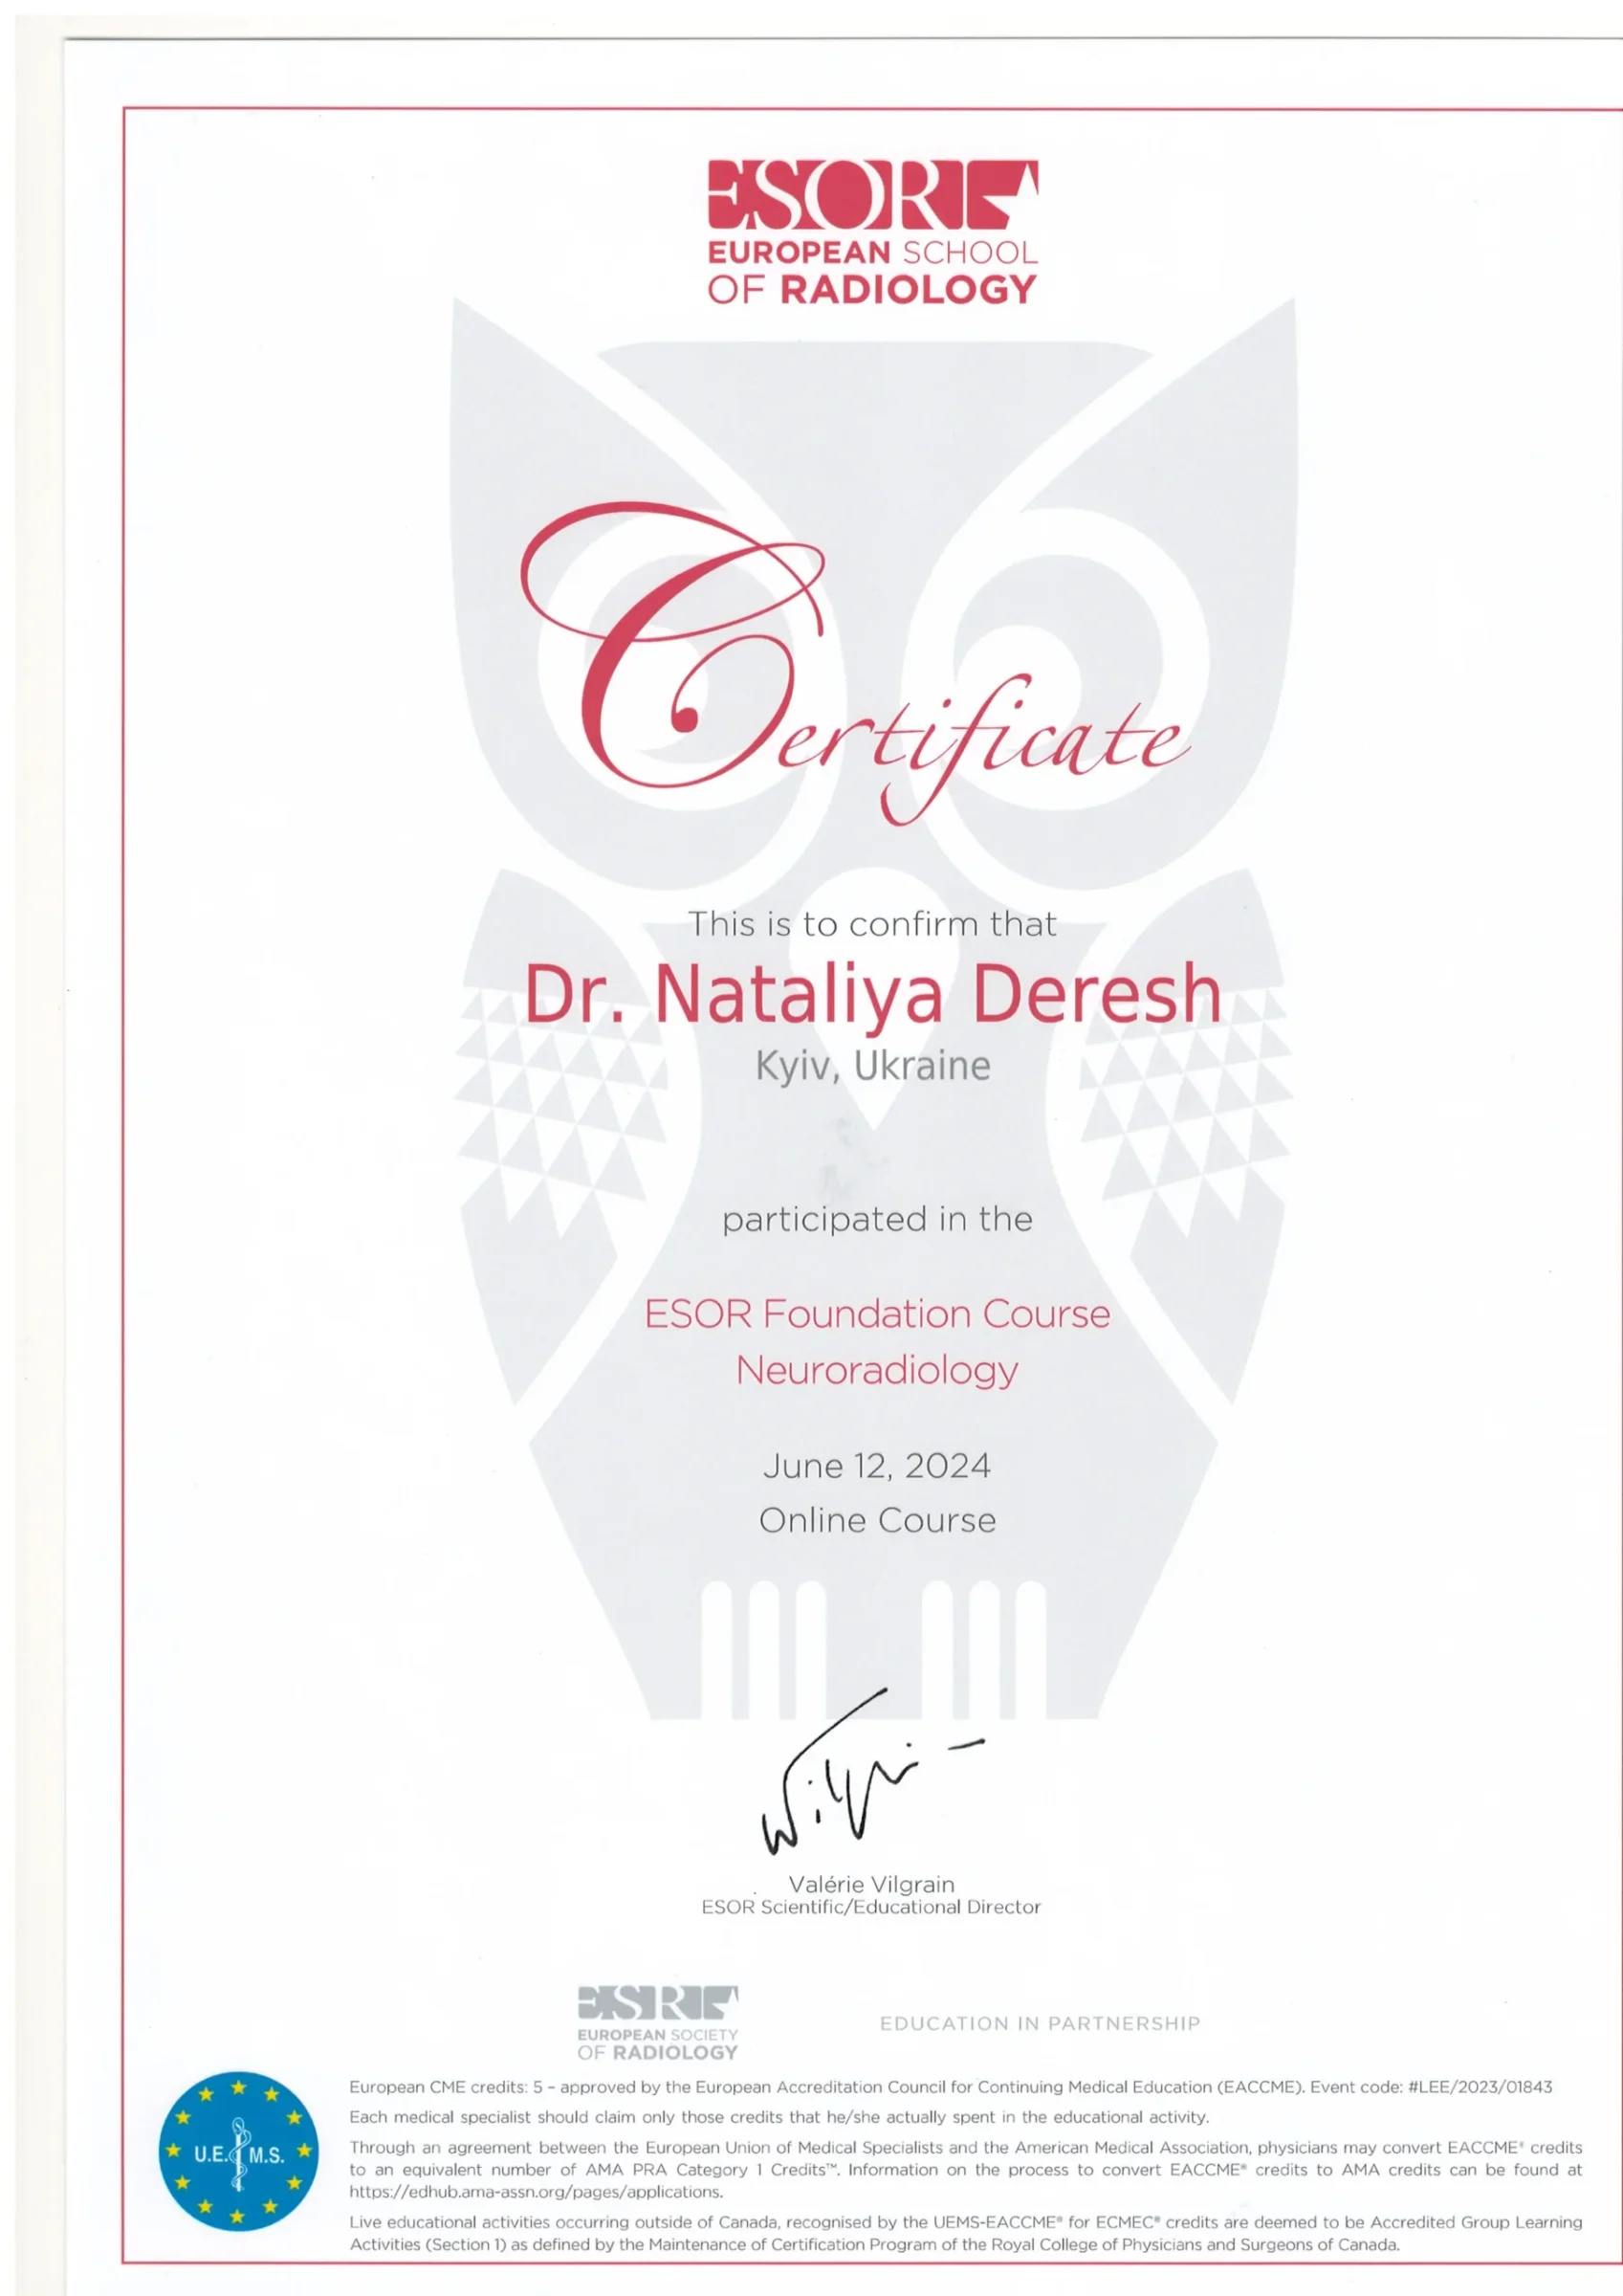 ESOR
EUROPEAN SCHOOL
OF RADIOLOGY
Certificate
This is to confirm that
Dr. Nataliya Deresh
Kyiv, Ukraine
participated in the
ESOR Foundation Course
Neuroradiology
June 12, 2024
Online Course
Valérie Vilgrain
ESOR Scientific/Educational Director
ESR
EUROPEAN SOCIETY
OF RADIOLOGY
EDUCATION IN PARTNERSHIP
U.E.M.S.
European CME credits: 5 – approved by the European Accreditation Council for Continuing Medical Education (EACCME). Event code: #LEE/2023/01843
Each medical specialist should claim only those credits that he/she actually spent in the educational activity.
Through an agreement between the European Union of Medical Specialists and the American Medical Association, physicians may convert EACCME® credits
to an equivalent number of AMA PRA Category 1 Credits™. Information on the process to convert EACCME® credits to AMA credits can be found at
https://edhub.ama-assn.org/pages/applications.
Live educational activities occurring outside of Canada, recognised by the UEMS-EACCME® for ECMEC® credits are deemed to be Accredited Group Learning
Activities (Section 1) as defined by the Maintenance of Certification Program of the Royal College of Physicians and Surgeons of Canada.